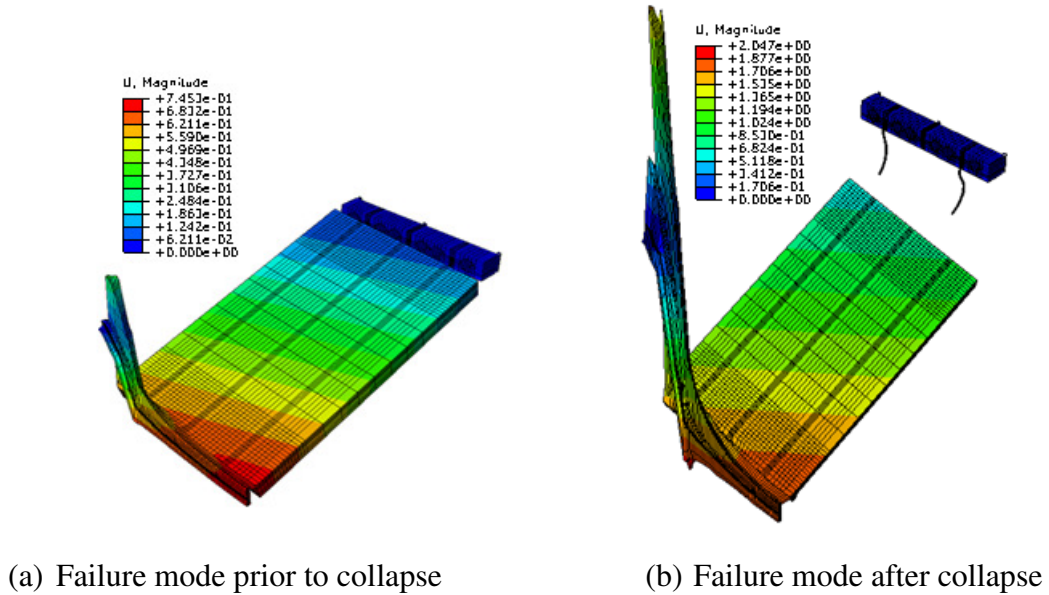 U, Magnitude
+7.453e-01
+6.832e-01
+6.211e-01
+5.590e-01
+4.969e-01
+4.348e-01
+3.727e-01
+3.106e-01
+2.484e-01
+1.863e-01
+1.242e-01
+6.211e-02
+0.000e+00
U, Magnitude
+2.047e+00
+1.877e+00
+1.706e+00
+1.535e+00
+1.365e+00
+1.194e+00
+1.024e+00
+8.530e-01
+6.824e-01
+5.118e-01
+3.412e-01
+1.706e-01
+0.000e+00
(a) Failure mode prior to collapse
(b) Failure mode after collapse